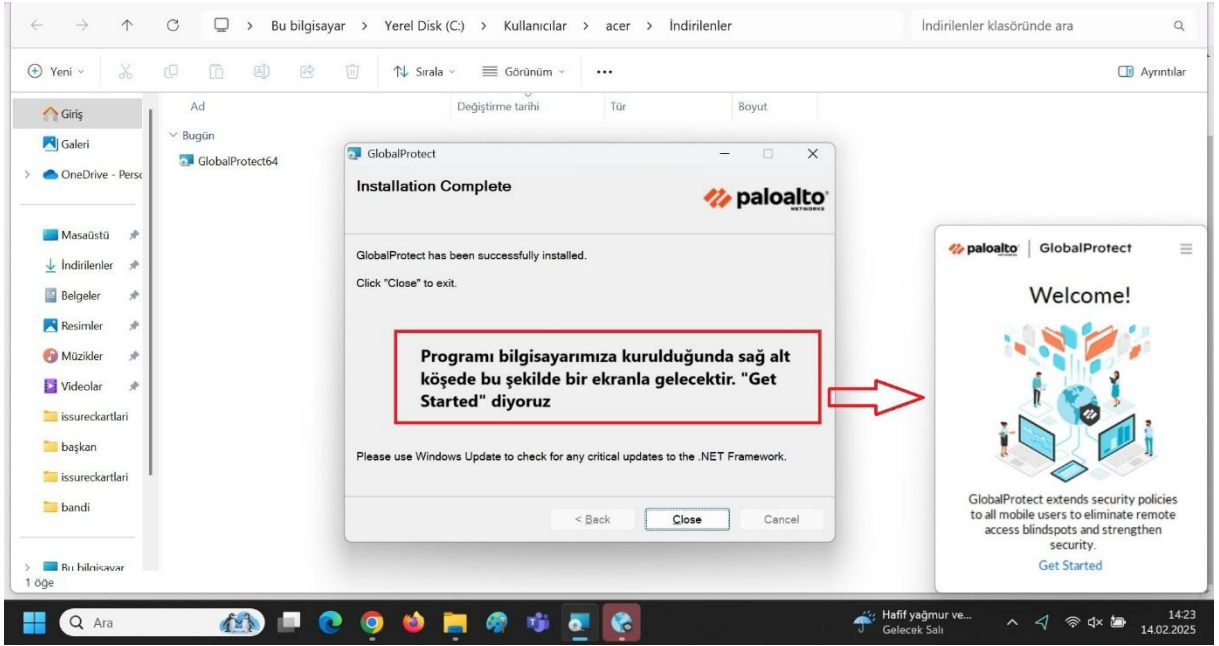 Bu bilgisayar > Yerel Disk (C:) > Kullanıcılar > acer > İndirilenler
İndirilenler klasöründe ara
Yeni
Sırala
Görünüm
Ayrıntılar
Ad
Değiştirme tarihi
Tür
Boyut
Giriş
Galeri
OneDrive - Perso
Masaüstü
İndirilenler
Belgeler
Resimler
Müzikler
Videolar
issureckartlari
başkan
issureckartlari
bandi
Bu bilgisayar
1 öğe
Bugün
GlobalProtect64
GlobalProtect
Installation Complete
paloalto
NETWORKS
GlobalProtect has been successfully installed.
Click "Close" to exit.
Programı bilgisayarımıza kurulduğunda sağ alt
köşede bu şekilde bir ekranla gelecektir. "Get
Started" diyoruz
Please use Windows Update to check for any critical updates to the .NET Framework.
< Back
Close
Cancel
paloalto
NETWORKS
GlobalProtect
Welcome!
GlobalProtect extends security policies
to all mobile users to eliminate remote
access blindspots and strengthen
security.
Get Started
Ara
Hafif yağmur ve...
Gelecek Salı
14:23
14.02.2025